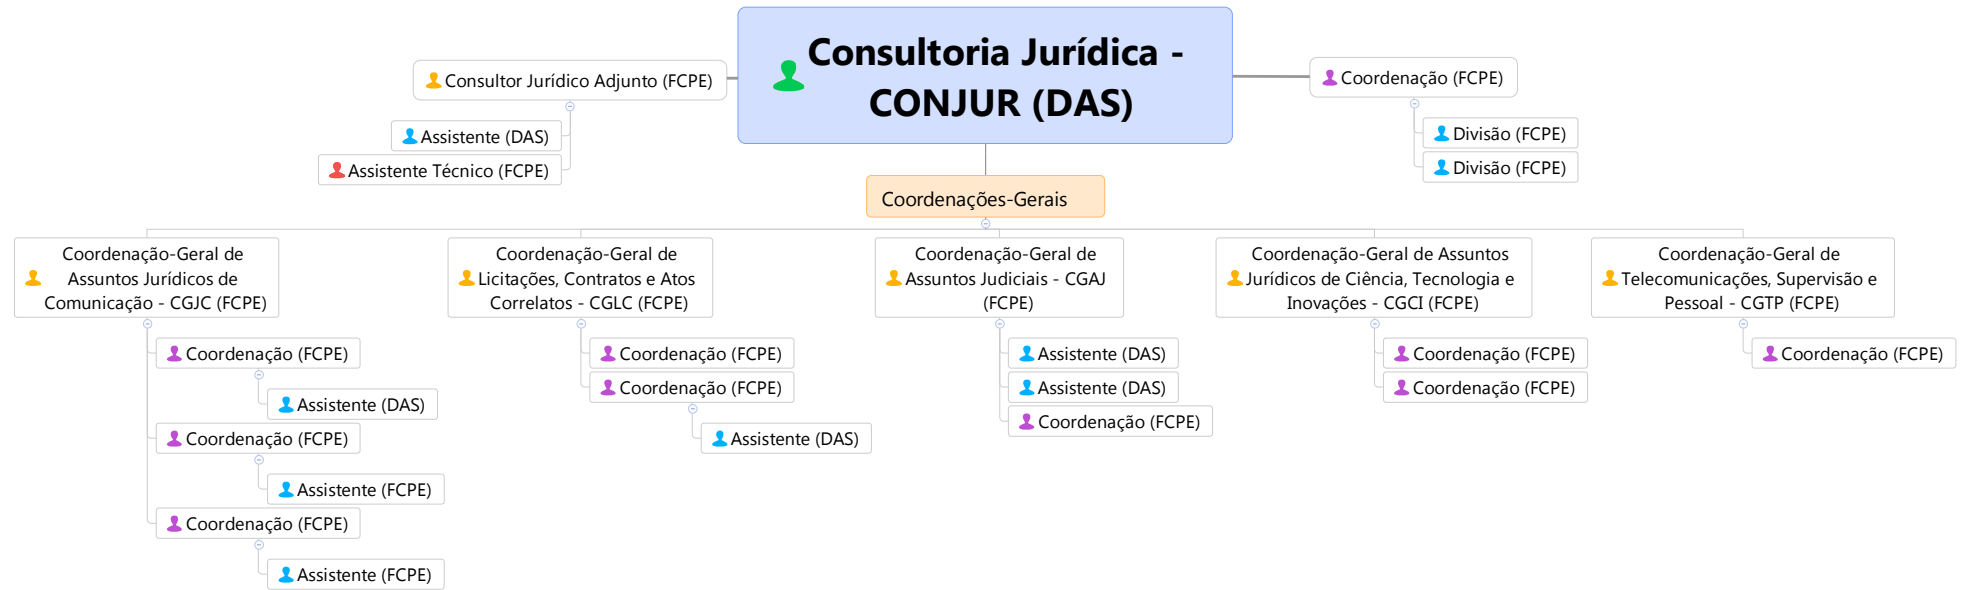 Consultoria Jurídica -
CONJUR (DAS)
Consultor Jurídico Adjunto (FCPE)
Assistente (DAS)
Assistente Técnico (FCPE)
Coordenação (FCPE)
Divisão (FCPE)
Divisão (FCPE)
Coordenações-Gerais
Coordenação-Geral de
Assuntos Jurídicos de
Comunicação - CGJC (FCPE)
Coordenação (FCPE)
Assistente (DAS)
Coordenação (FCPE)
Assistente (FCPE)
Coordenação (FCPE)
Assistente (FCPE)
Coordenação-Geral de
Licitações, Contratos e Atos
Correlatos - CGLC (FCPE)
Coordenação (FCPE)
Coordenação (FCPE)
Assistente (DAS)
Coordenação-Geral de
Assuntos Judiciais - CGAJ
(FCPE)
Assistente (DAS)
Assistente (DAS)
Coordenação (FCPE)
Coordenação-Geral de Assuntos
Jurídicos de Ciência, Tecnologia e
Inovações - CGCI (FCPE)
Coordenação (FCPE)
Coordenação (FCPE)
Coordenação-Geral de
Telecomunicações, Supervisão e
Pessoal - CGTP (FCPE)
Coordenação (FCPE)